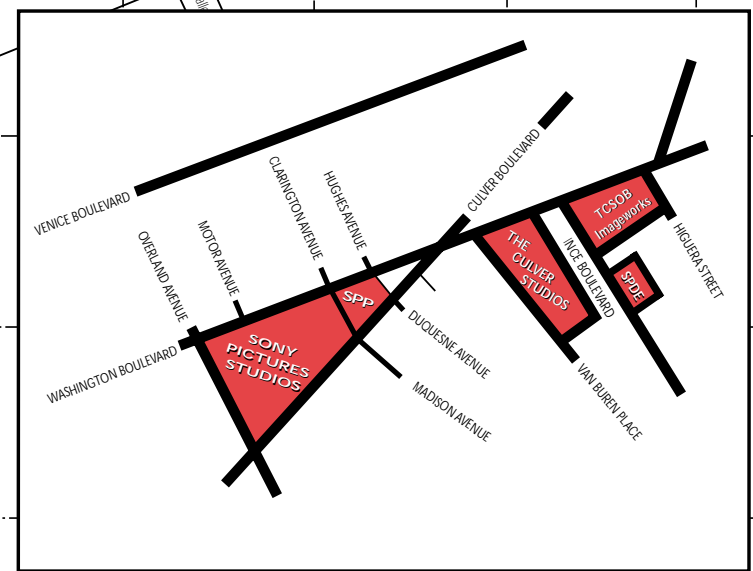 VENICE BOULEVARD
CULVER BOULEVARD
CLARINGTON AVENUE
HUGHES AVENUE
MOTOR AVENUE
OVERLAND AVENUE
WASHINGTON BOULEVARD
SONY
PICTURES
STUDIOS
SPP
DUQUESNE AVENUE
MADISON AVENUE
THE
CULVER
STUDIOS
INCE BOULEVARD
VAN BUREN PLACE
TCSOB
Imageworks
SPDE
HIGUERA STREET